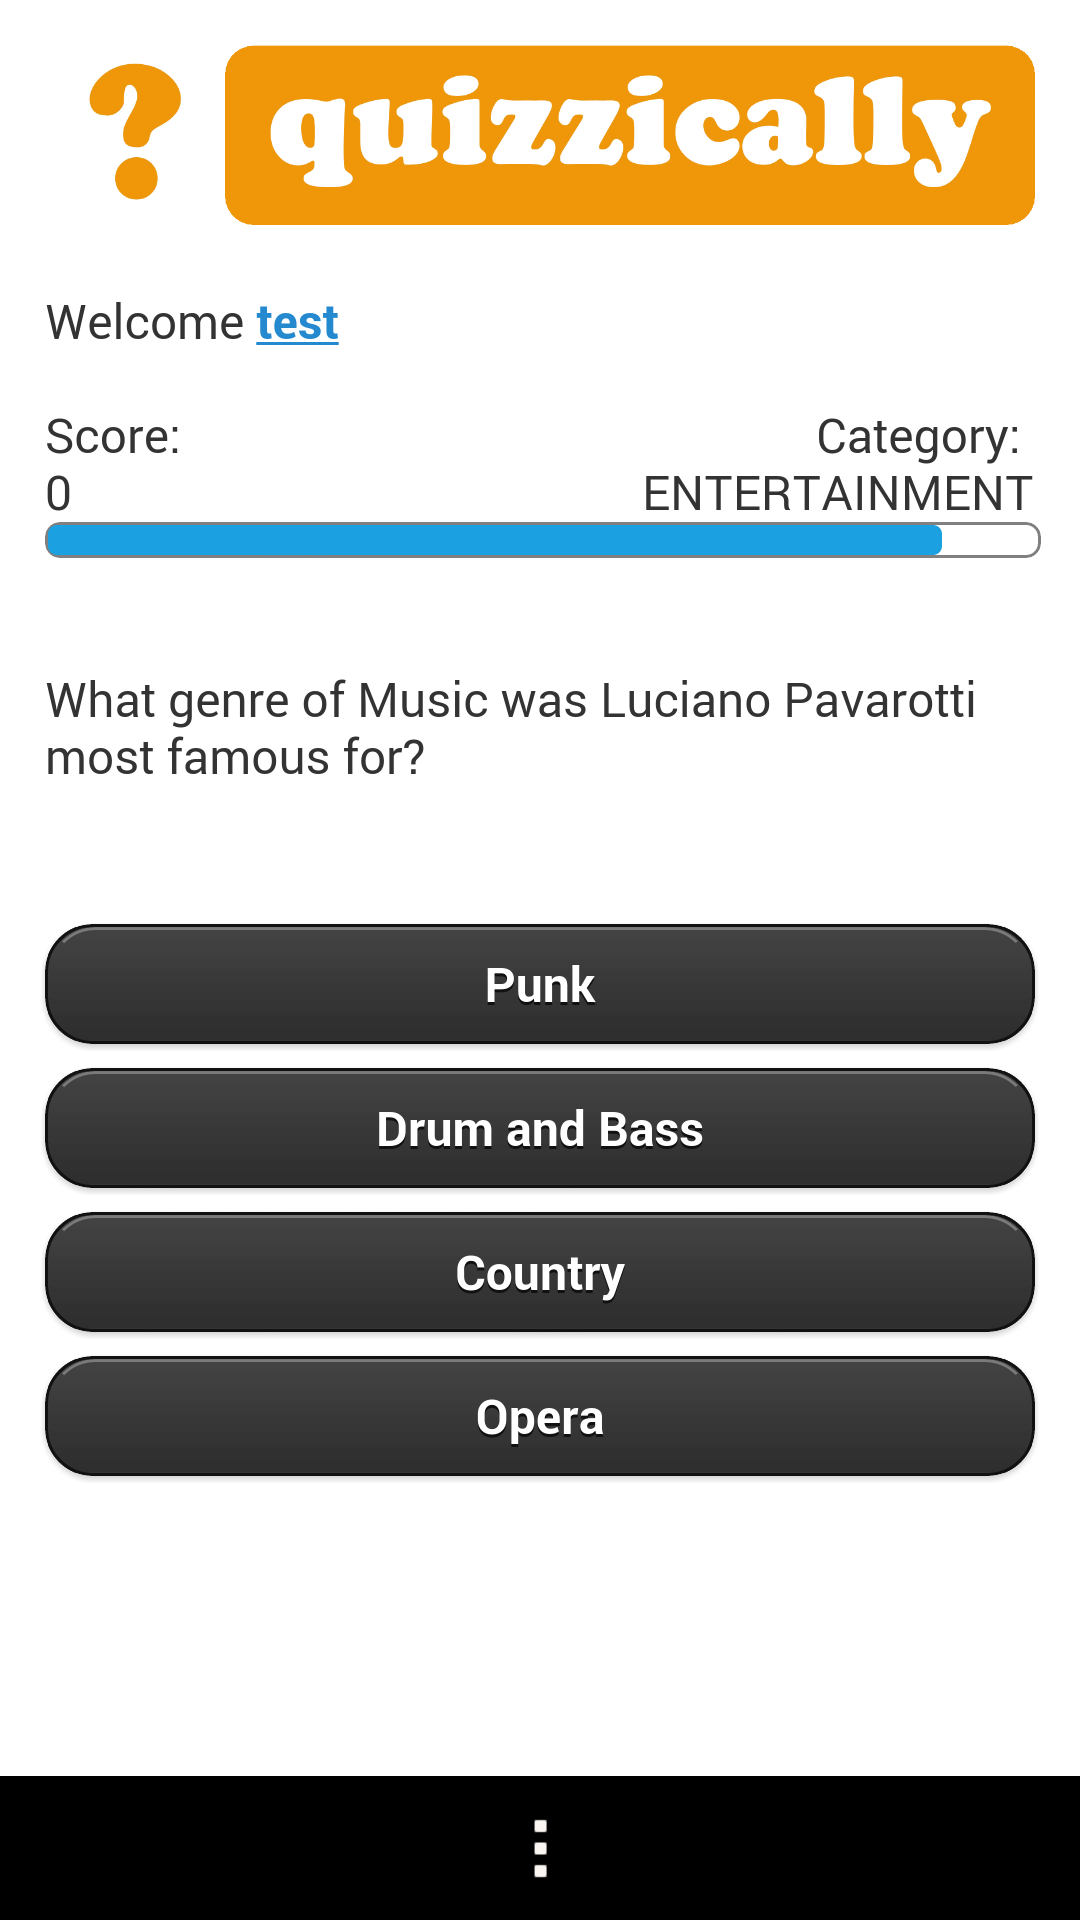 ? quizzically
Welcome test
Score: Category:
0 ENTERTAINMENT
What genre of Music was Luciano Pavarotti
most famous for?
Punk
Drum and Bass
Country
Opera